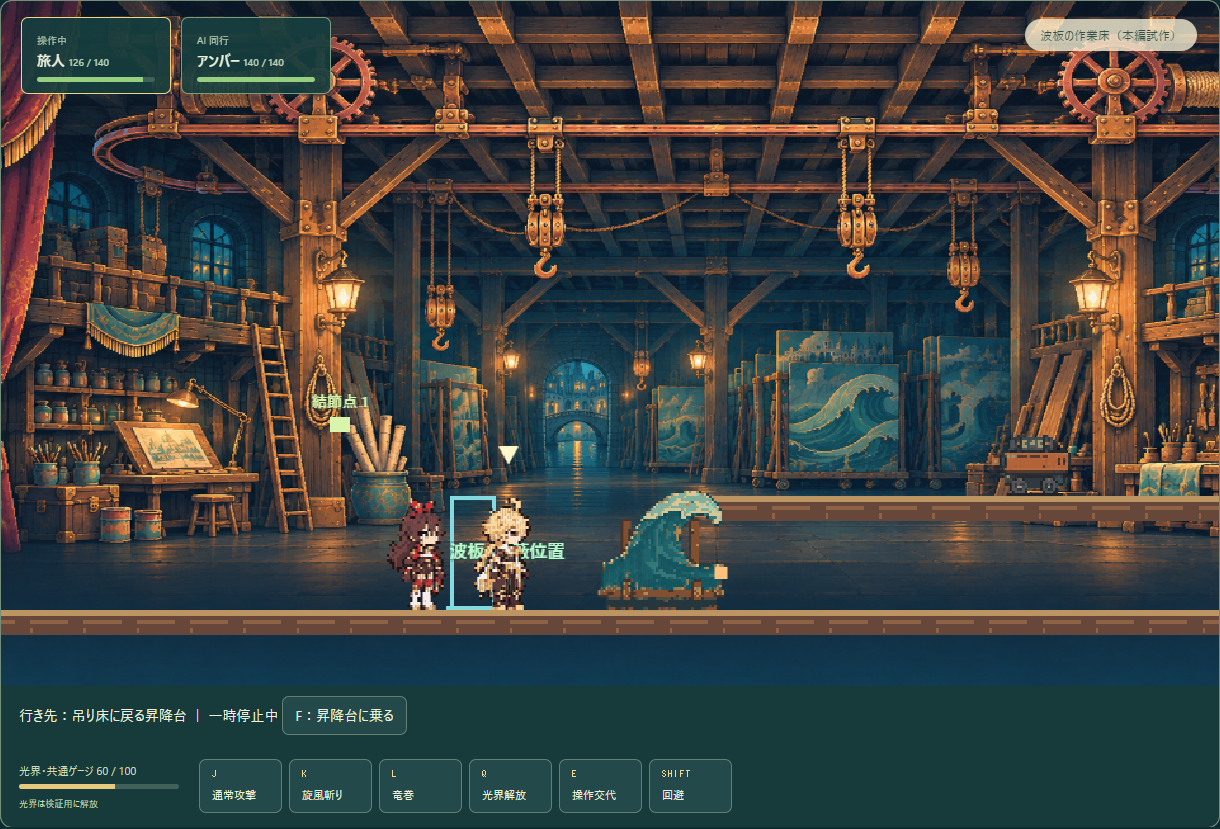 操作中
旅人 126 / 140
AI 同行
アンバー 140 / 140
波板の作業床（本編試作）
結節点 1
波板
位置
行き先：吊り床に戻る昇降台 | 一時停止中
F：昇降台に乗る
光界・共通ゲージ 60 / 100
光界は検証用に解放
J
通常攻撃
K
旋風斬り
L
竜巻
Q
光界解放
E
操作交代
SHIFT
回避